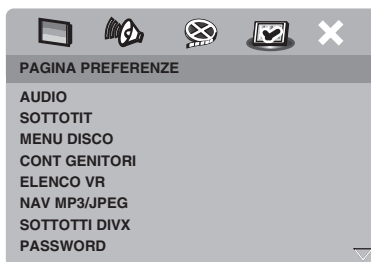 PAGINA PREFERENZE
AUDIO
SOTTOTIT
MENU DISCO
CONT GENITORI
ELENCO VR
NAV MP3/JPEG
SOTTOTTI DIVX
PASSWORD